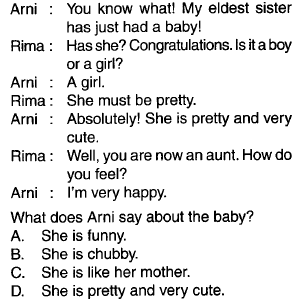 Arni : You know what! My eldest sister
has just had a baby!
Rima : Has she? Congratulations. Is it a boy
or a girl?
Arni : A girl.
Rima : She must be pretty.
Arni : Absolutely! She is pretty and very
cute.
Rima : Well, you are now an aunt. How do
you feel?
Arni : I'm very happy.
What does Arni say about the baby?
A. She is funny.
B. She is chubby.
C. She is like her mother.
D. She is pretty and very cute.